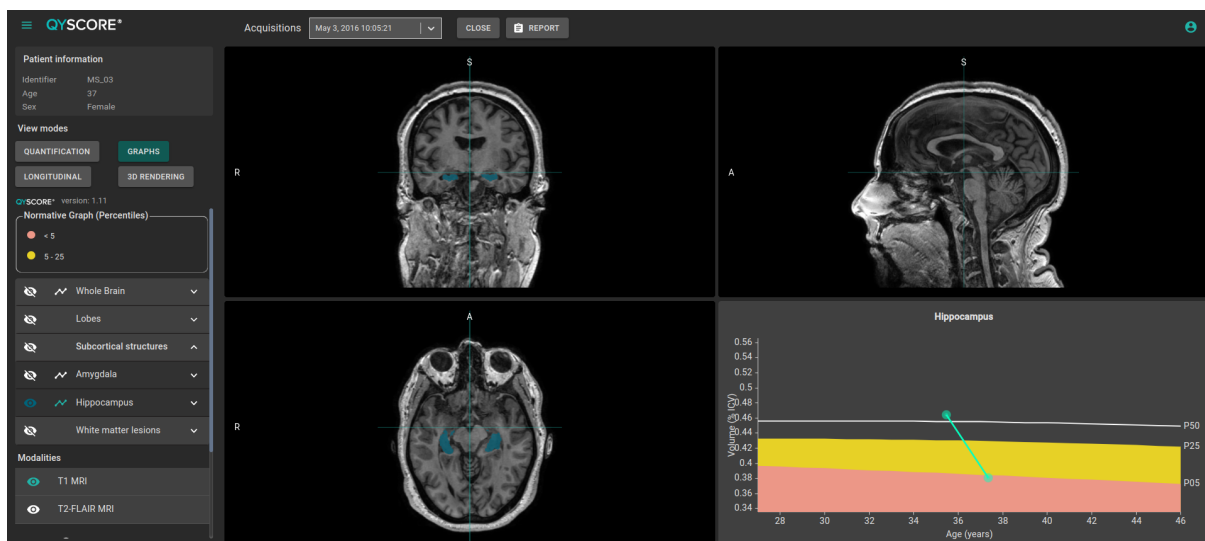 QYSCORE®
Acquisitions
May 3, 2016 10:05:21
CLOSE
REPORT
Patient information
Identifier MS_03
Age 37
Sex Female
View modes
QUANTIFICATION
GRAPHS
LONGITUDINAL
3D RENDERING
QYSCORE® version: 1.11
Normative Graph (Percentiles)
< 5
5 - 25
Whole Brain
Lobes
Subcortical structures
Amygdala
Hippocampus
White matter lesions
Modalities
T1 MRI
T2-FLAIR MRI
S
R
S
A
A
R
Hippocampus
Volume (% ICV)
0.56
0.54
0.52
0.5
0.48
0.46
0.44
0.42
0.4
0.38
0.36
0.34
P50
P25
P05
28 30 32 34 36 38 40 42 44 46
Age (years)